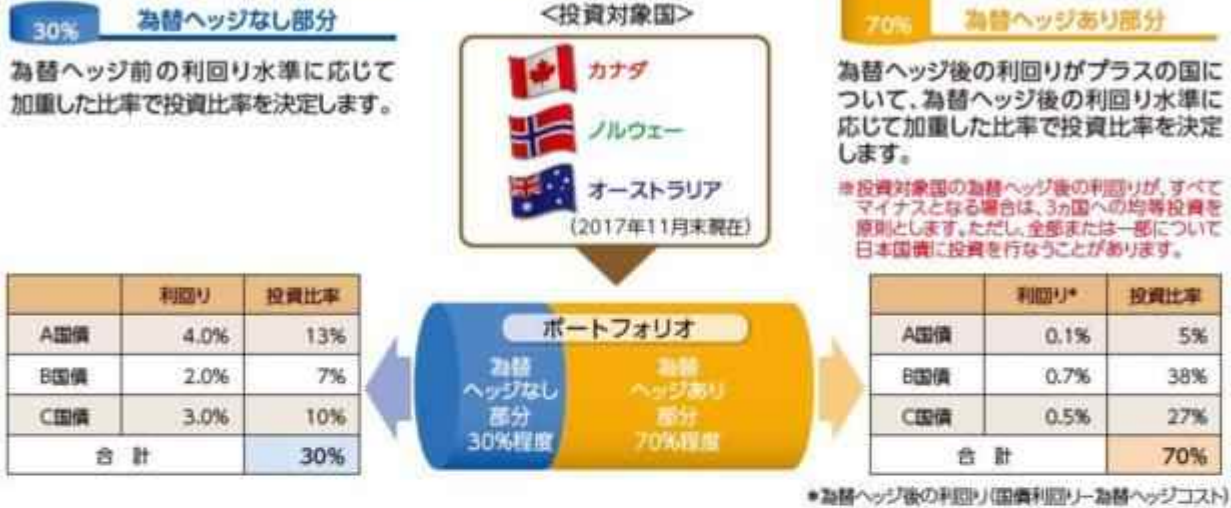 30% 為替ヘッジなし部分
為替ヘッジ前の利回り水準に応じて
加重した比率で投資比率を決定します。
<投資対象国>
カナダ
ノルウェー
オーストラリア
(2017年11月末現在)
70% 為替ヘッジあり部分
為替ヘッジ後の利回りがプラスの国に
ついて、為替ヘッジ後の利回り水準に
応じて加重した比率で投資比率を決定
します。
※投資対象国の為替ヘッジ後の利回りが、すべて
マイナスとなる場合は、3ヵ国への均等投資を
原則とします。ただし、全部または一部について
日本国債に投資を行なうことがあります。
利回り 投資比率
A国債 4.0% 13%
B国債 2.0% 7%
C国債 3.0% 10%
合 計 30%
ポートフォリオ
為替
ヘッジなし
部分
30%程度
為替
ヘッジあり
部分
70%程度
利回り* 投資比率
A国債 0.1% 5%
B国債 0.7% 38%
C国債 0.5% 27%
合 計 70%
*為替ヘッジ後の利回り(国債利回りー為替ヘッジコスト)